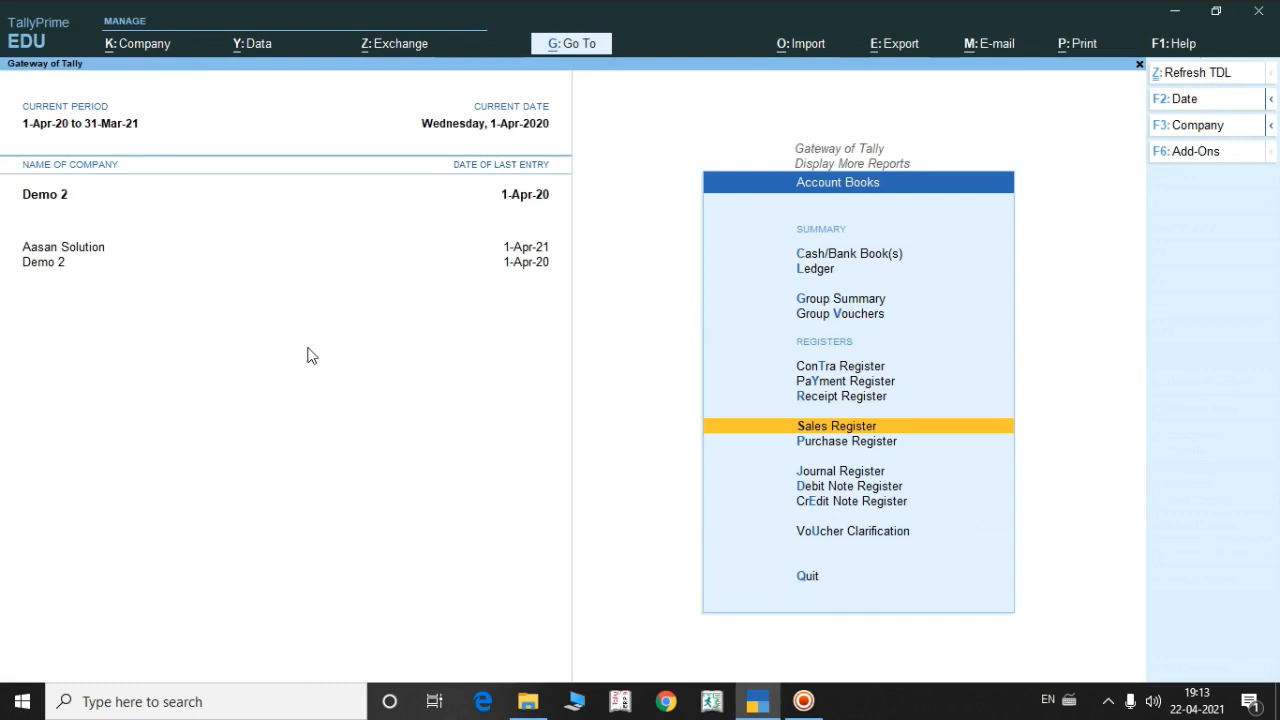 TallyPrime
EDU
MANAGE
K: Company
Y: Data
Z: Exchange
G: Go To
O: Import
E: Export
M: E-mail
P: Print
F1: Help
Gateway of Tally
CURRENT PERIOD
CURRENT DATE
1-Apr-20 to 31-Mar-21
Wednesday, 1-Apr-2020
NAME OF COMPANY
DATE OF LAST ENTRY
Demo 2
1-Apr-20
Aasan Solution
1-Apr-21
Demo 2
1-Apr-20
Gateway of Tally
Display More Reports
Account Books
SUMMARY
Cash/Bank Book(s)
Ledger
Group Summary
Group Vouchers
REGISTERS
ConTra Register
PaYment Register
Receipt Register
Sales Register
Purchase Register
Journal Register
Debit Note Register
CrEdit Note Register
VoUcher Clarification
Quit
Z: Refresh TDL
F2: Date
F3: Company
F6: Add-Ons
Type here to search
EN
19:13
22-04-2021
1